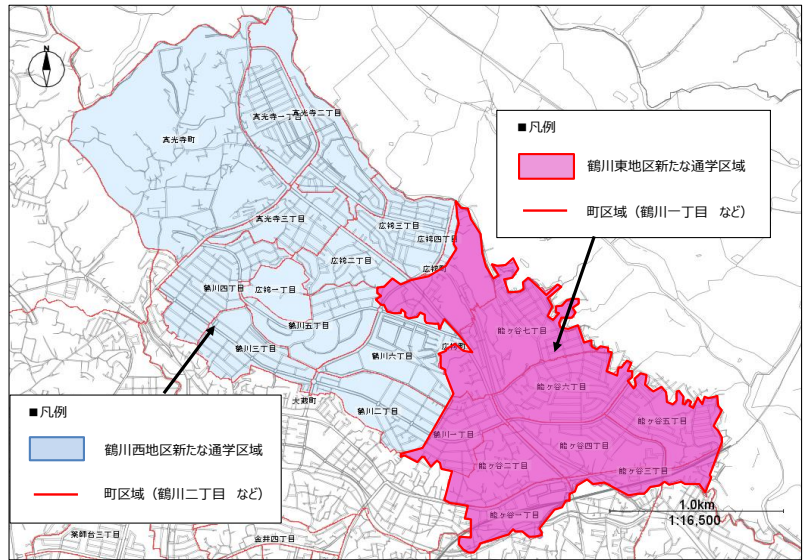 N
真光寺一丁目
真光寺二丁目
真光寺町
■凡例
鶴川東地区新たな通学区域
町区域（鶴川一丁目 など）
真光寺三丁目
広袴三丁目
広袴四丁目
広袴二丁目
広袴町
鶴川四丁目
広袴一丁目
鶴川五丁目
能ヶ谷七丁目
鶴川三丁目
鶴川六丁目
広袴町
能ヶ谷六丁目
大蔵町
鶴川二丁目
能ヶ谷五丁目
鶴川一丁目
能ヶ谷四丁目
能ヶ谷二丁目
能ヶ谷三丁目
■凡例
鶴川西地区新たな通学区域
町区域（鶴川二丁目 など）
能ヶ谷一丁目
1.0km
1:16,500
薬師台三丁目
金井四丁目